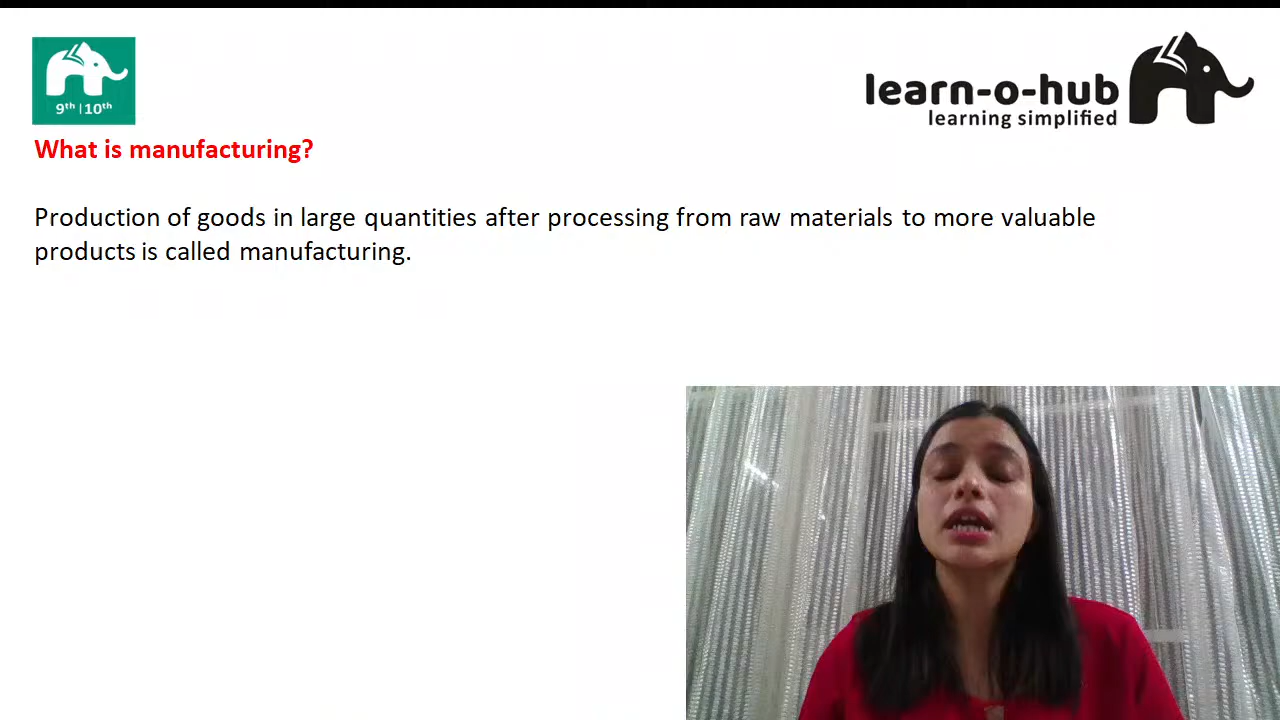 9th | 10th
learn-o-hub
learning simplified
What is manufacturing?
Production of goods in large quantities after processing from raw materials to more valuable
products is called manufacturing.